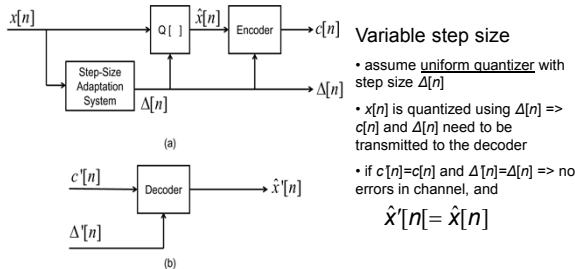 x[n]
Q[ ]
x̂[n]
Encoder
c[n]
Step-Size
Adaptation
System
Δ[n]
Δ[n]
(a)
c'[n]
Decoder
x̂'[n]
Δ'[n]
(b)
Variable step size
• assume uniform quantizer with
step size Δ[n]
• x[n] is quantized using Δ[n] =>
c[n] and Δ[n] need to be
transmitted to the decoder
• if c'[n]=c[n] and Δ'[n]=Δ[n] => no
errors in channel, and
x̂'[n[= x̂[n]